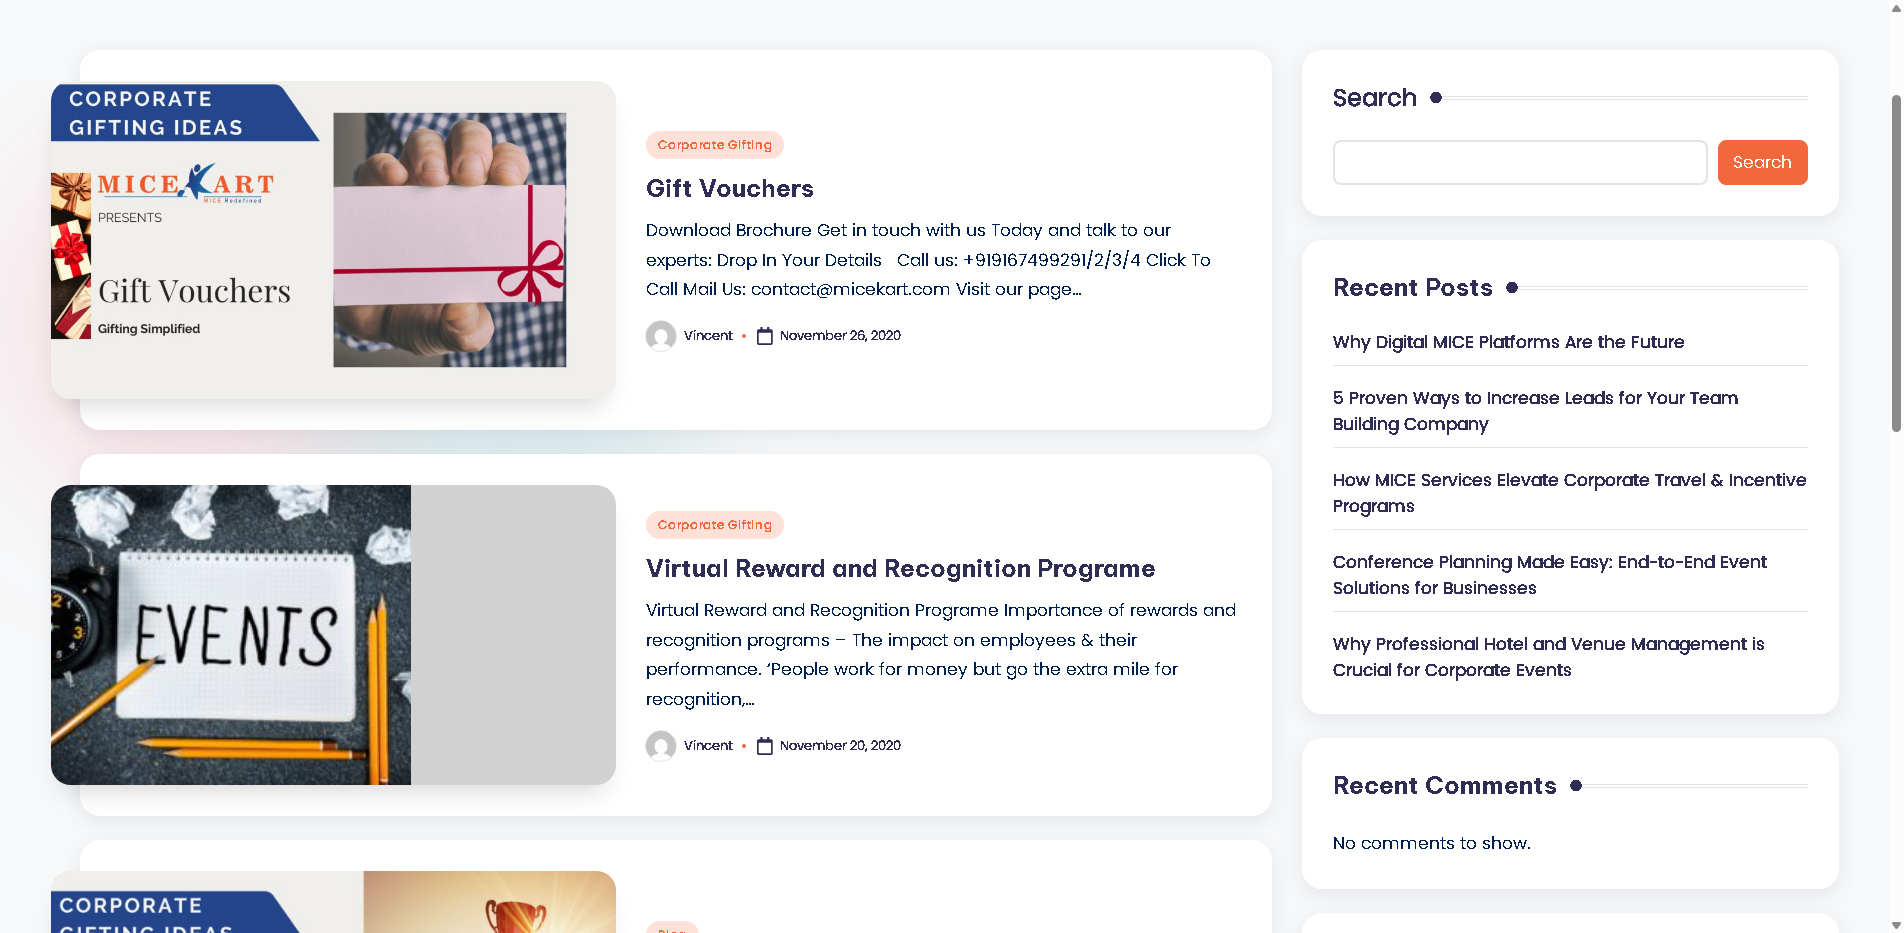 CORPORATE
GIFTING IDEAS
MICEKART
MICE Redefined
PRESENTS
Gift Vouchers
Gifting Simplified
Corporate Gifting
Gift Vouchers
Download Brochure Get in touch with us Today and talk to our
experts: Drop In Your Details Call us: +919167499291/2/3/4 Click To
Call Mail Us: contact@micekart.com Visit our page...
Vincent • November 26, 2020
EVENTS
Corporate Gifting
Virtual Reward and Recognition Programe
Virtual Reward and Recognition Programe Importance of rewards and
recognition programs – The impact on employees & their
performance. ‘People work for money but go the extra mile for
recognition,...
Vincent • November 20, 2020
CORPORATE
GIFTING IDEAS
Blog
Search
Search
Recent Posts
Why Digital MICE Platforms Are the Future
5 Proven Ways to Increase Leads for Your Team
Building Company
How MICE Services Elevate Corporate Travel & Incentive
Programs
Conference Planning Made Easy: End-to-End Event
Solutions for Businesses
Why Professional Hotel and Venue Management is
Crucial for Corporate Events
Recent Comments
No comments to show.